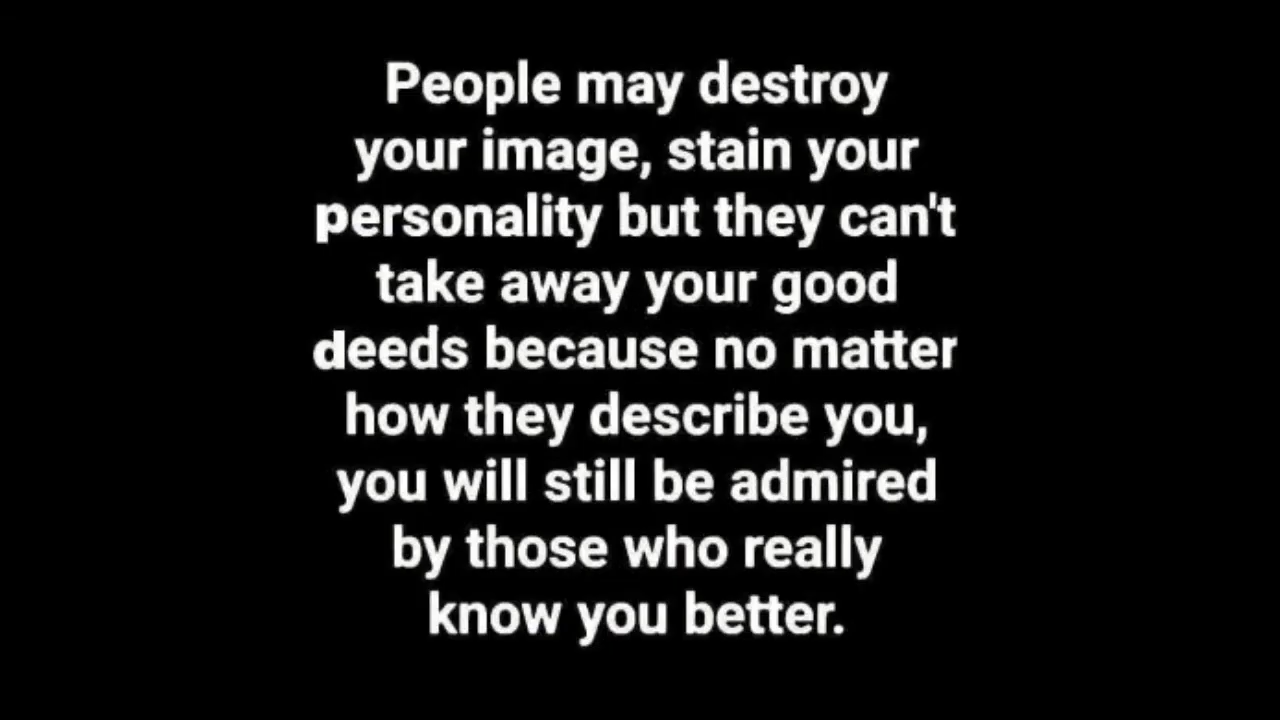 People may destroy
your image, stain your
personality but they can't
take away your good
deeds because no matter
how they describe you,
you will still be admired
by those who really
know you better.